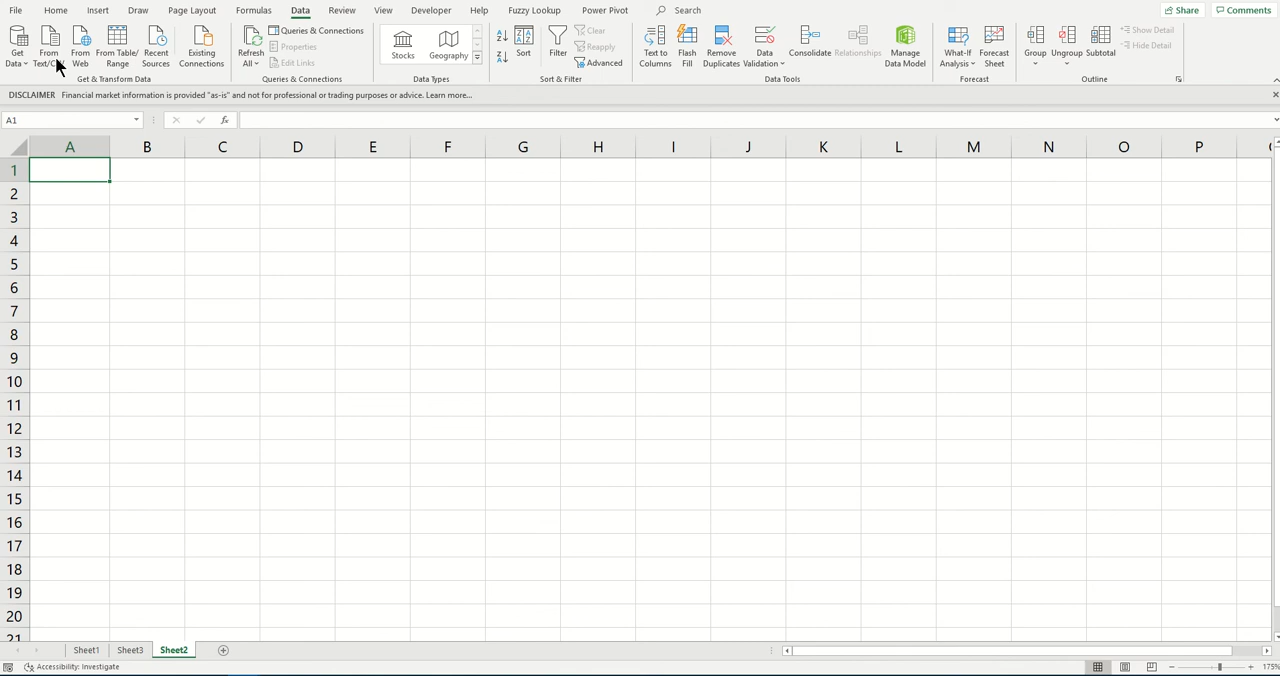 File Home Insert Draw Page Layout Formulas Data Review View Developer Help Fuzzy Lookup Power Pivot Search Share Comments
Get Data From From Web From Table/ Range Recent Sources Existing Connections
Refresh All Queries & Connections Properties Edit Links
Stocks Geography
Sort Filter Clear Reapply Advanced
Text to Columns Flash Fill Remove Duplicates Data Validation Consolidate Relationships Manage Data Model
What-If Analysis Forecast Sheet
Group Ungroup Subtotal Show Detail Hide Detail
Get & Transform Data Queries & Connections Data Types Sort & Filter Data Tools Forecast Outline
DISCLAIMER Financial market information is provided "as-is" and not for professional or trading purposes or advice. Learn more...
A1 fx
A B C D E F G H I J K L M N O P
1
2
3
4
5
6
7
8
9
10
11
12
13
14
15
16
17
18
19
20
21
Sheet1 Sheet3 Sheet2
Accessibility: Investigate 175%